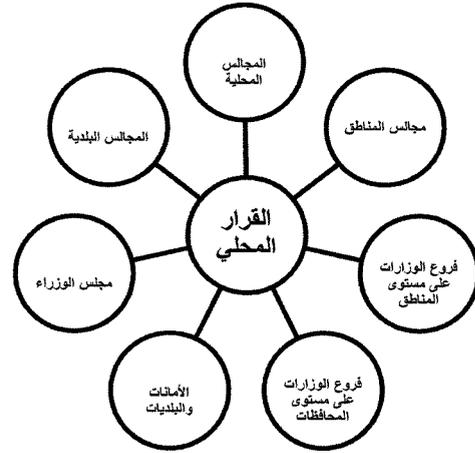 المجالس
المحلية
مجالس المناطق
فروع الوزارات
على مستوى
المناطق
فروع الوزارات
على مستوى
المحافظات
الأمانات
والبلديات
مجلس الوزراء
المجالس البلدية
القرار
المحلي